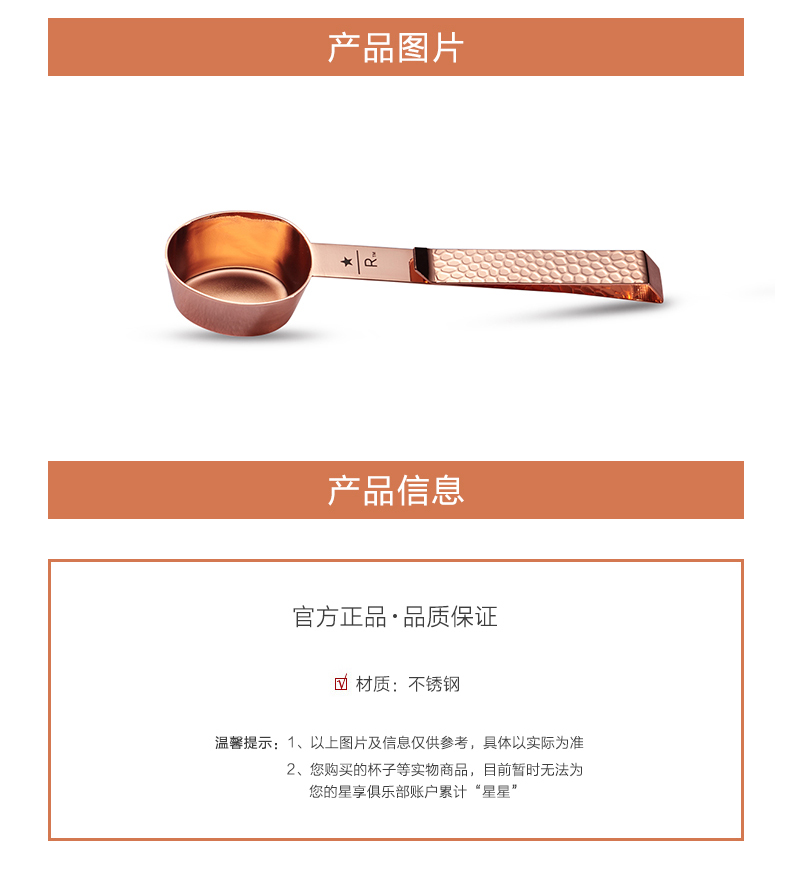 产品图片
★ R™
产品信息
官方正品·品质保证
☑ 材质：不锈钢
温馨提示：1、以上图片及信息仅供参考，具体以实际为准
2、您购买的杯子等实物商品，目前暂时无法为
您的星享俱乐部账户累计“星星”